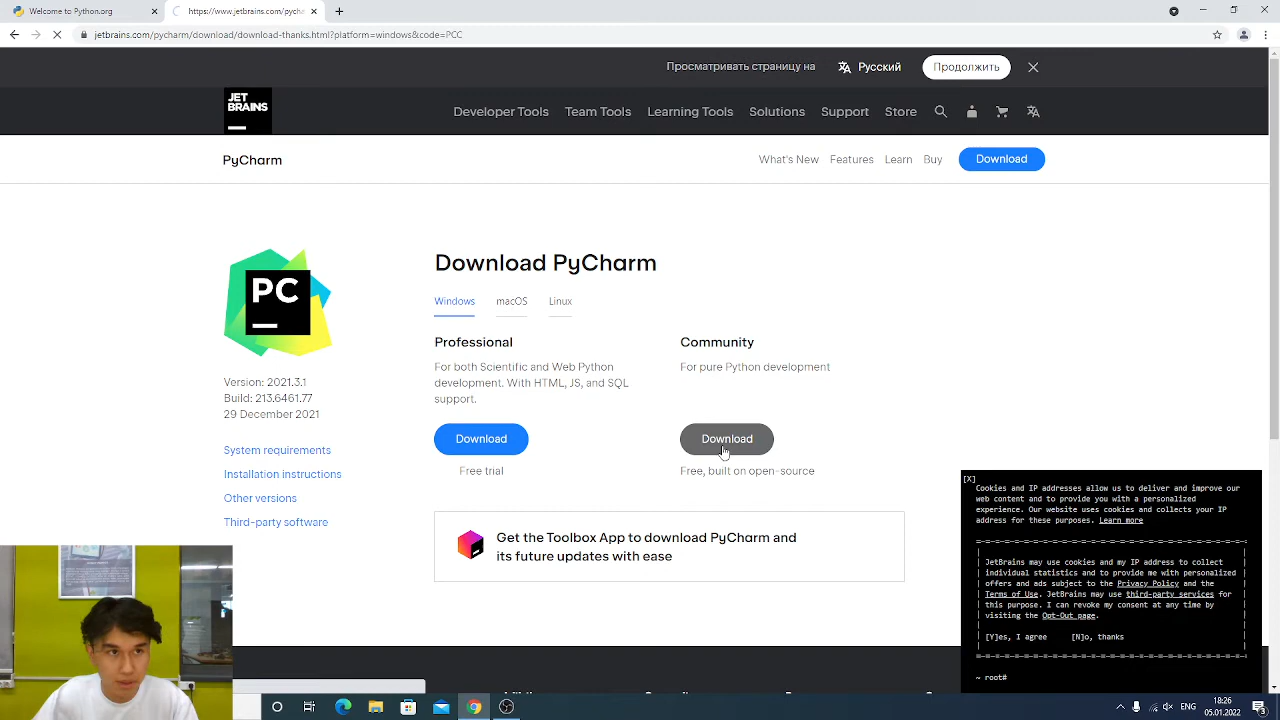 Welcome to Python.org
https://www.jetbrains.com/pycha
jetbrains.com/pycharm/download/download-thanks.html?platform=windows&code=PCC
Просматривать страницу на
Русский
Продолжить
JET
BRAINS
Developer Tools
Team Tools
Learning Tools
Solutions
Support
Store
PyCharm
What's New
Features
Learn
Buy
Download
PC
Download PyCharm
Windows
macOS
Linux
Professional
For both Scientific and Web Python
development. With HTML, JS, and SQL
support.
Download
Free trial
Community
For pure Python development
Download
Free, built on open-source
Version: 2021.3.1
Build: 213.6461.77
29 December 2021
System requirements
Installation instructions
Other versions
Third-party software
Get the Toolbox App to download PyCharm and
its future updates with ease
[X]
Cookies and IP addresses allow us to deliver and improve our
web content and to provide you with a personalized
experience. Our website uses cookies and collects your IP
address for these purposes. Learn more
JetBrains may use cookies and my IP address to collect
individual statistics and to provide me with personalized
offers and ads subject to the Privacy Policy and the
Terms of Use. JetBrains may use third-party services for
this purpose. I can revoke my consent at any time by
visiting the Opt-Out page.
[Y]es, I agree [N]o, thanks
~ root#
ENG
18:26
05.01.2022
3